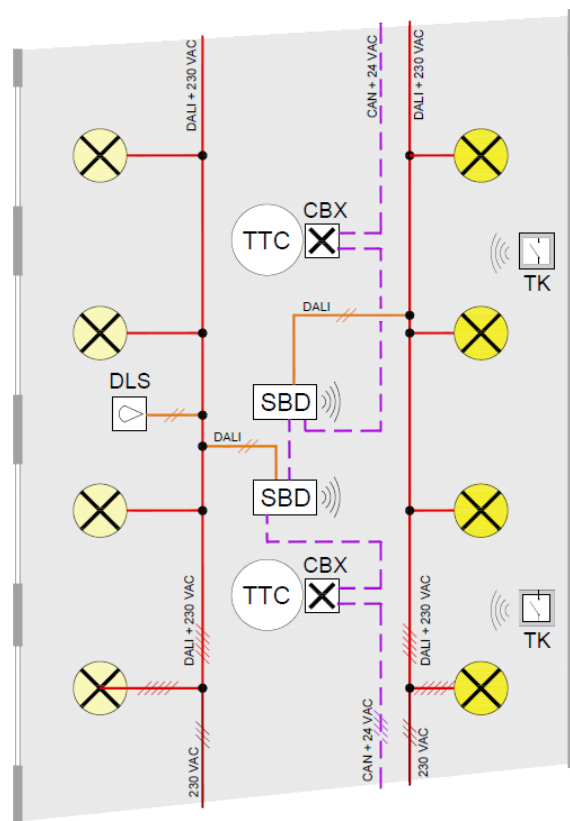 DALI + 230 VAC
CAN + 24 VAC
DALI + 230 VAC
CBX
TTC
TK
DALI
DLS
SBD
DALI
SBD
CBX
TTC
TK
DALI + 230 VAC
DALI + 230 VAC
230 VAC
CAN + 24 VAC
230 VAC